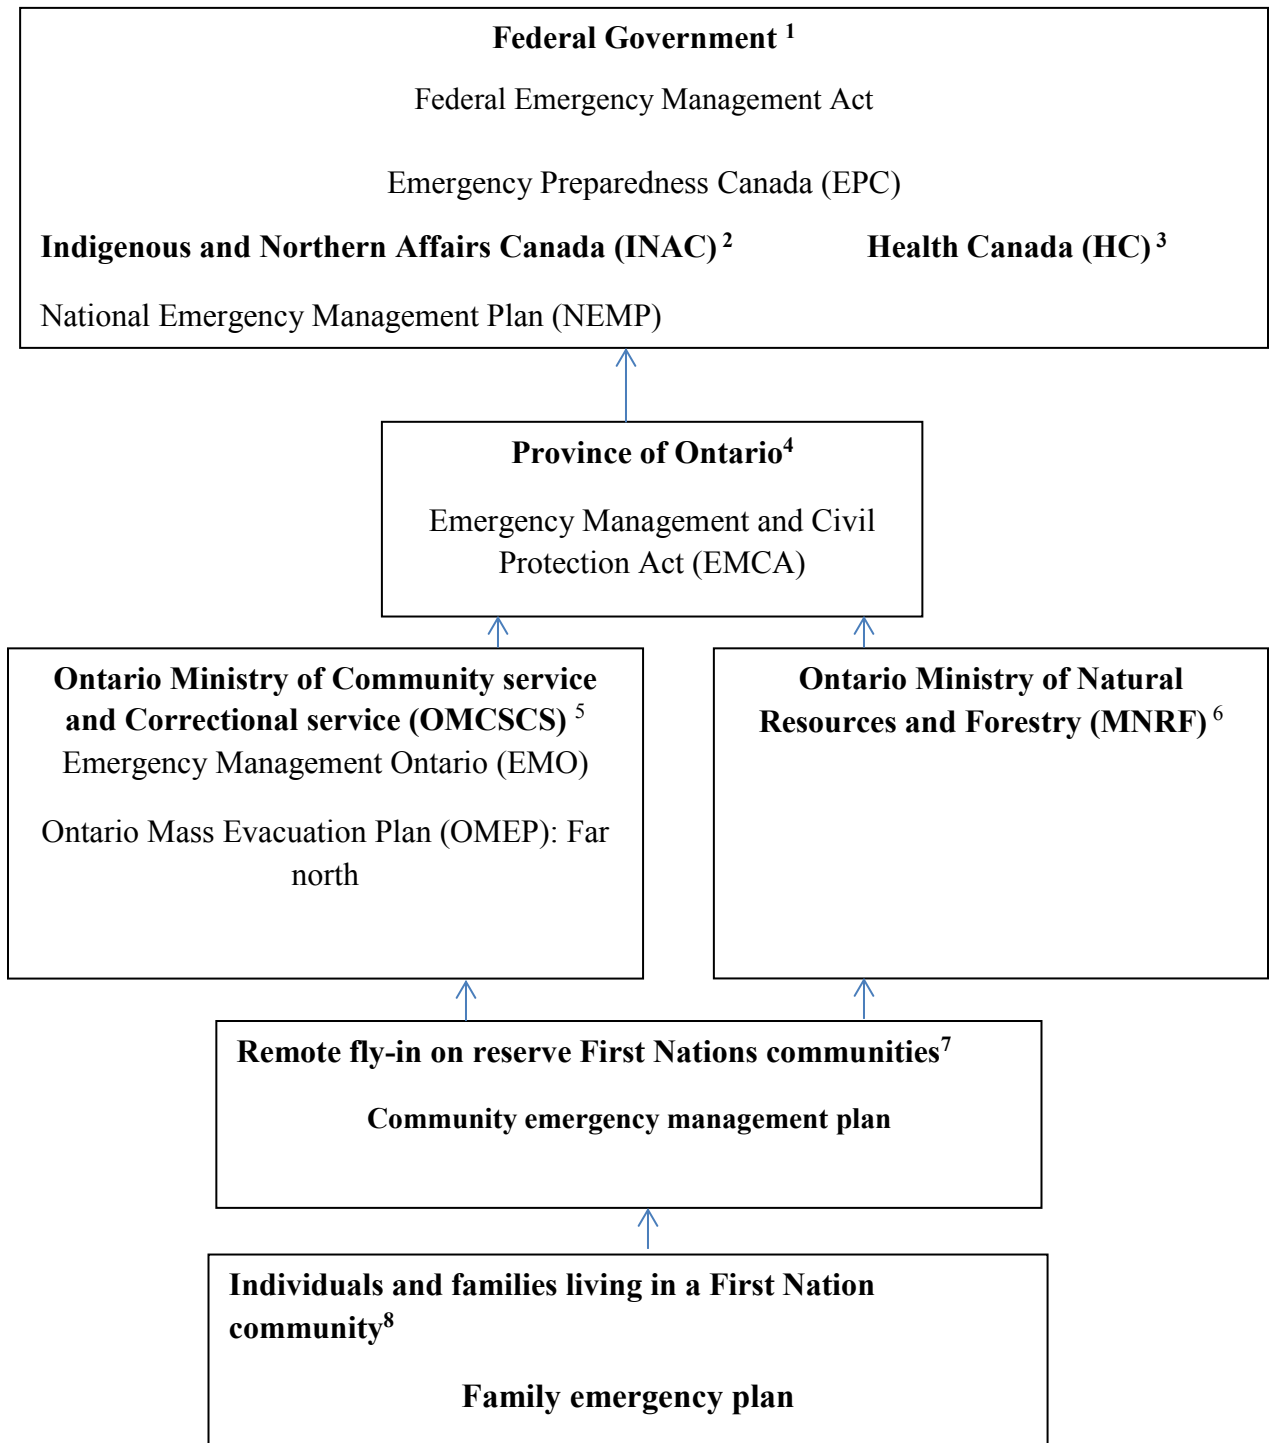 Federal Government ¹
Federal Emergency Management Act
Emergency Preparedness Canada (EPC)
Indigenous and Northern Affairs Canada (INAC) ² Health Canada (HC) ³
National Emergency Management Plan (NEMP)
Province of Ontario⁴
Emergency Management and Civil
Protection Act (EMCA)
Ontario Ministry of Community service
and Correctional service (OMCSCS) ⁵
Emergency Management Ontario (EMO)
Ontario Mass Evacuation Plan (OMEP): Far
north
Ontario Ministry of Natural
Resources and Forestry (MNRF) ⁶
Remote fly-in on reserve First Nations communities⁷
Community emergency management plan
Individuals and families living in a First Nation
community⁸
Family emergency plan